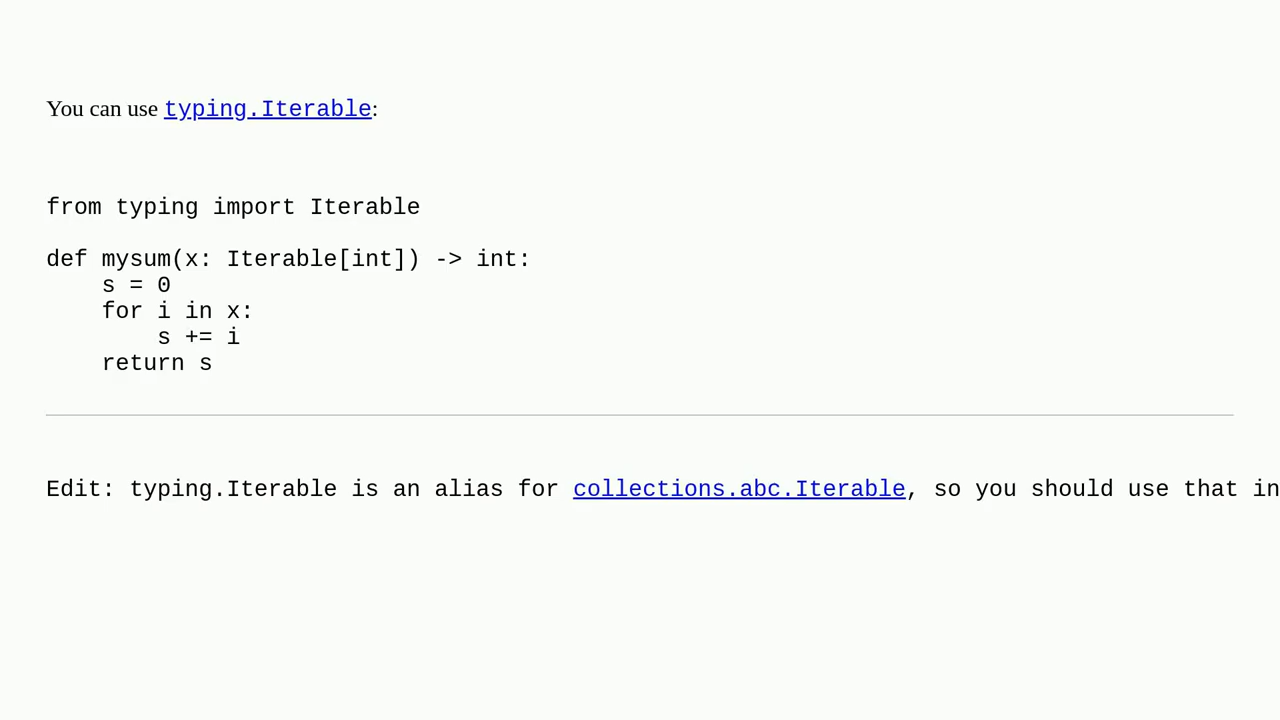 You can use typing.Iterable:
from typing import Iterable
def mysum(x: Iterable[int]) -> int:
    s = 0
    for i in x:
        s += i
    return s
Edit: typing.Iterable is an alias for collections.abc.Iterable, so you should use that in